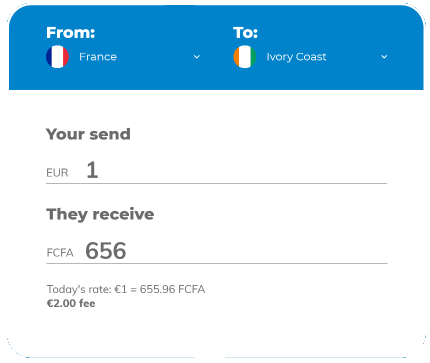 From: To:
France Ivory Coast
Your send
EUR 1
They receive
FCFA 656
Today's rate: €1 = 655.96 FCFA
€2.00 fee